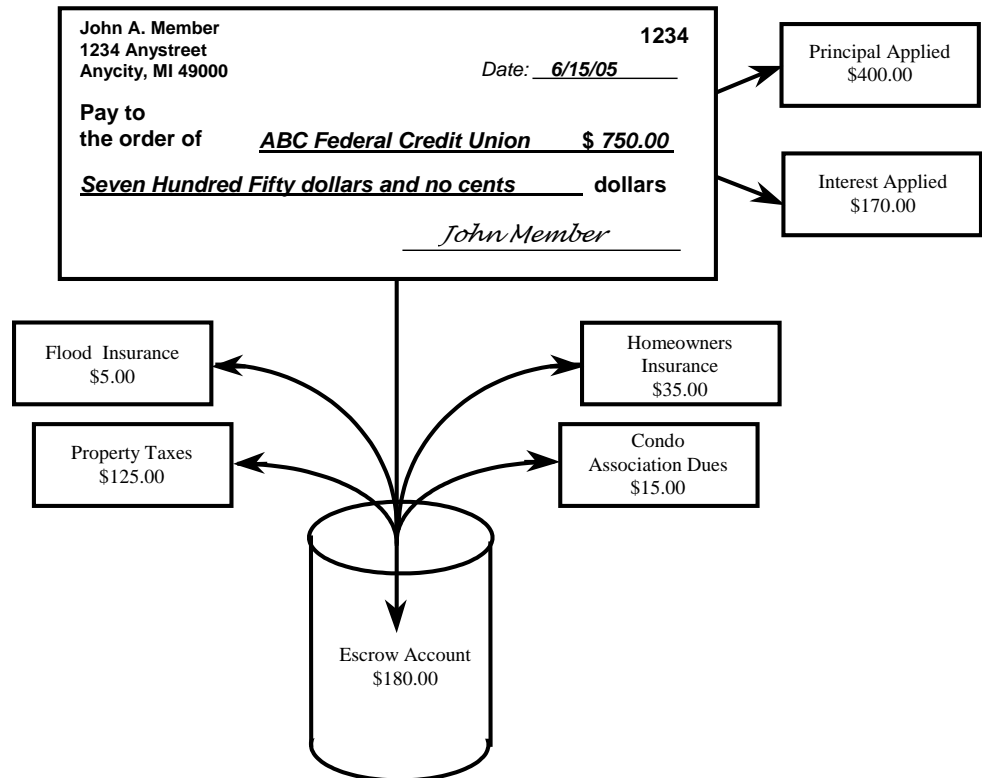 John A. Member
1234 Anystreet
Anycity, MI 49000
1234
Date: 6/15/05
Pay to
the order of ABC Federal Credit Union $ 750.00
Seven Hundred Fifty dollars and no cents dollars
John Member
Principal Applied
$400.00
Interest Applied
$170.00
Flood Insurance
$5.00
Homeowners
Insurance
$35.00
Property Taxes
$125.00
Condo
Association Dues
$15.00
Escrow Account
$180.00